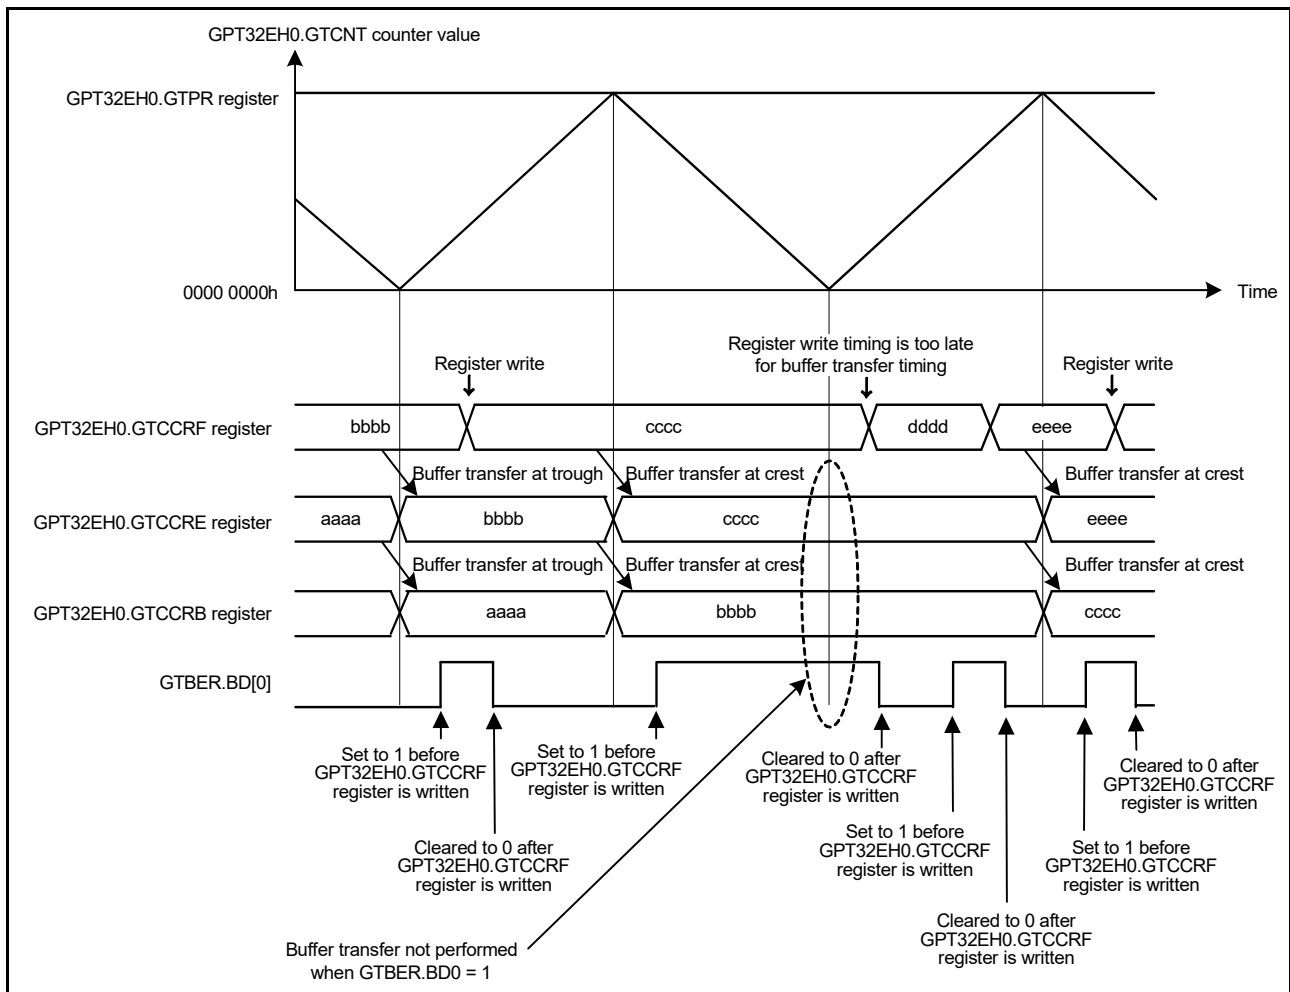 GPT32EH0.GTCNT counter value
GPT32EH0.GTPR register
0000 0000h
Time
Register write timing is too late
for buffer transfer timing
Register write
Register write
GPT32EH0.GTCCRF register
bbbb
cccc
dddd
eeee
Buffer transfer at trough
Buffer transfer at crest
Buffer transfer at crest
GPT32EH0.GTCCRE register
aaaa
bbbb
cccc
eeee
Buffer transfer at trough
Buffer transfer at crest
Buffer transfer at crest
GPT32EH0.GTCCRB register
aaaa
bbbb
cccc
GTBER.BD[0]
Set to 1 before
GPT32EH0.GTCCRF
register is written
Set to 1 before
GPT32EH0.GTCCRF
register is written
Cleared to 0 after
GPT32EH0.GTCCRF
register is written
Cleared to 0 after
GPT32EH0.GTCCRF
register is written
Cleared to 0 after
GPT32EH0.GTCCRF
register is written
Set to 1 before
GPT32EH0.GTCCRF
register is written
Set to 1 before
GPT32EH0.GTCCRF
register is written
Cleared to 0 after
GPT32EH0.GTCCRF
register is written
Buffer transfer not performed
when GTBER.BD0 = 1